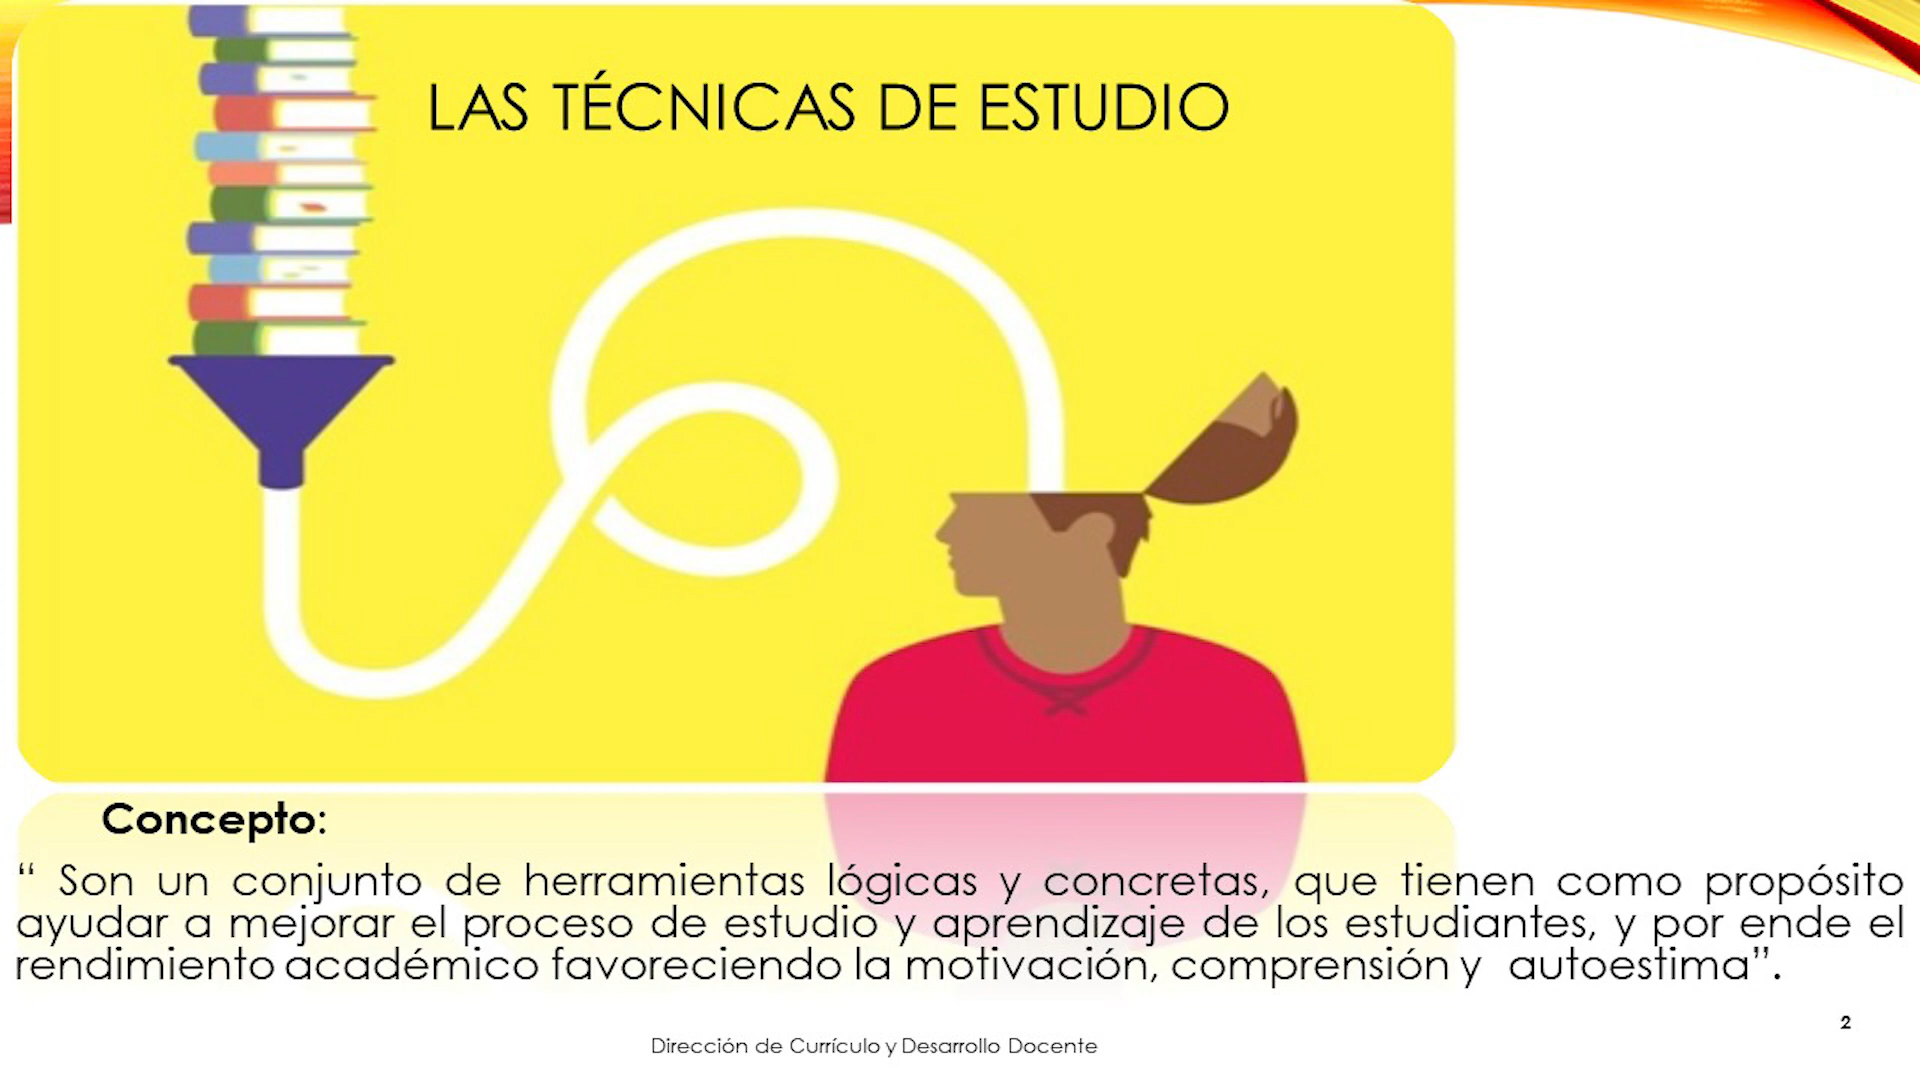 LAS TÉCNICAS DE ESTUDIO
Concepto:
“ Son un conjunto de herramientas lógicas y concretas, que tienen como propósito
ayudar a mejorar el proceso de estudio y aprendizaje de los estudiantes, y por ende el
rendimiento académico favoreciendo la motivación, comprensión y autoestima”.
2
Dirección de Currículo y Desarrollo Docente